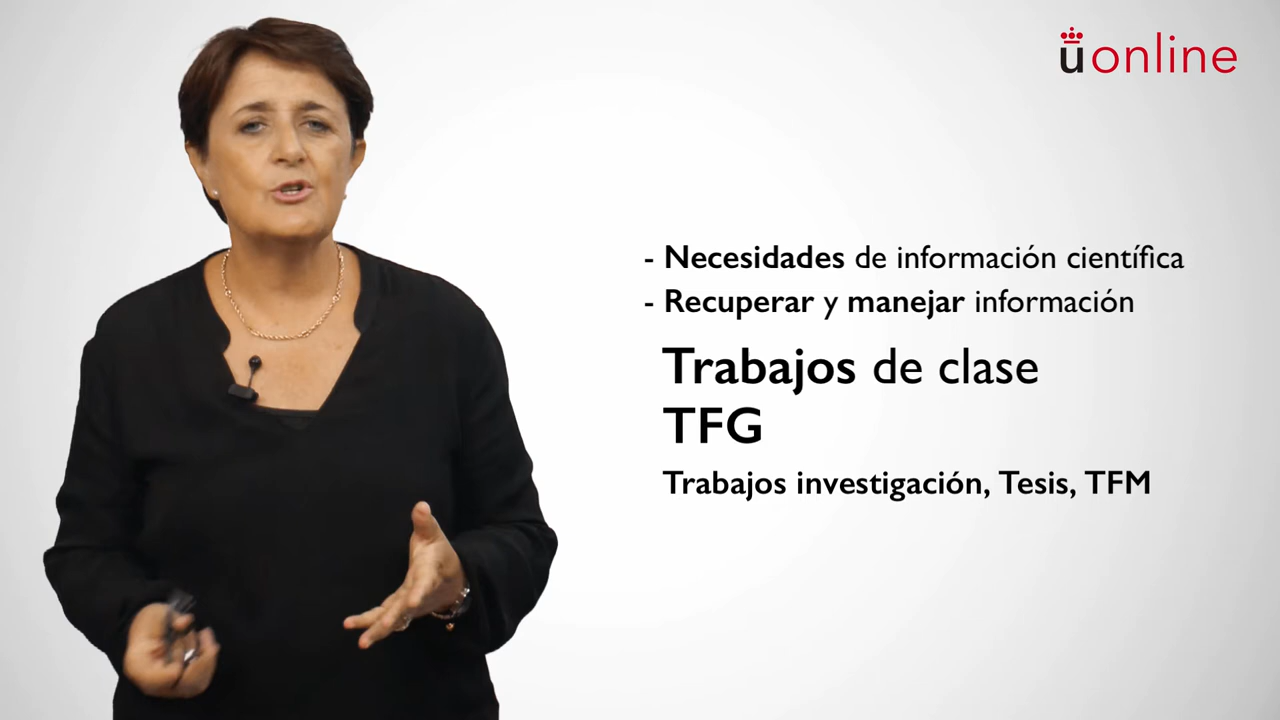 üonline
- Necesidades de información científica
- Recuperar y manejar información
Trabajos de clase
TFG
Trabajos investigación, Tesis, TFM